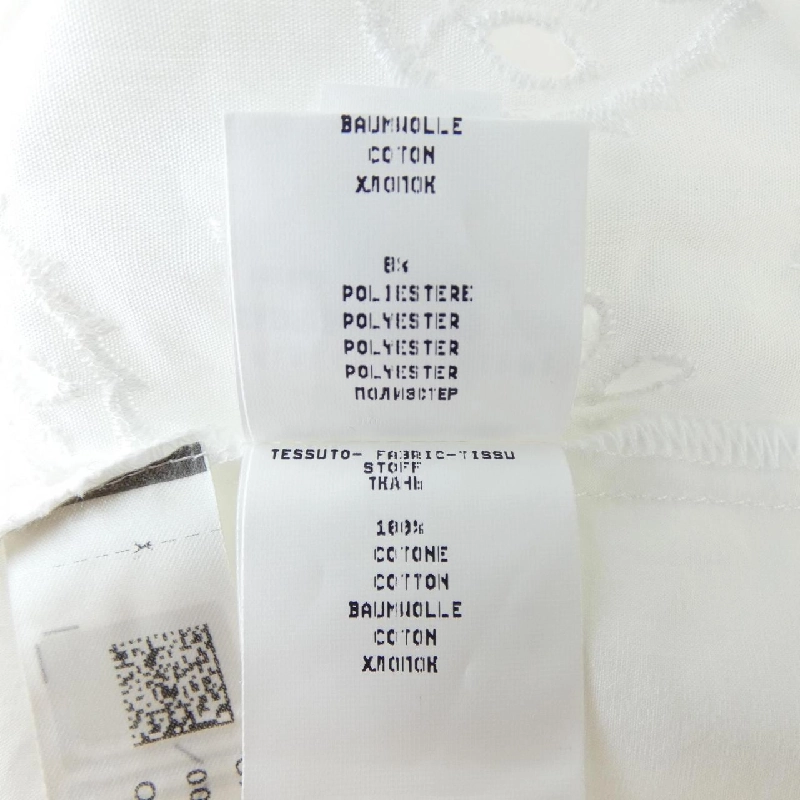 BAUMWOLLE
COTON
ХЛОПОК
8%
POLIESTERE
POLYESTER
POLYESTER
POLYESTER
ПОЛИЭСТЕР
TESSUTO- FABRIC-TISSU
STOFF
ТКАНЬ
100%
COTONE
COTTON
BAUMWOLLE
COTON
ХЛОПОК